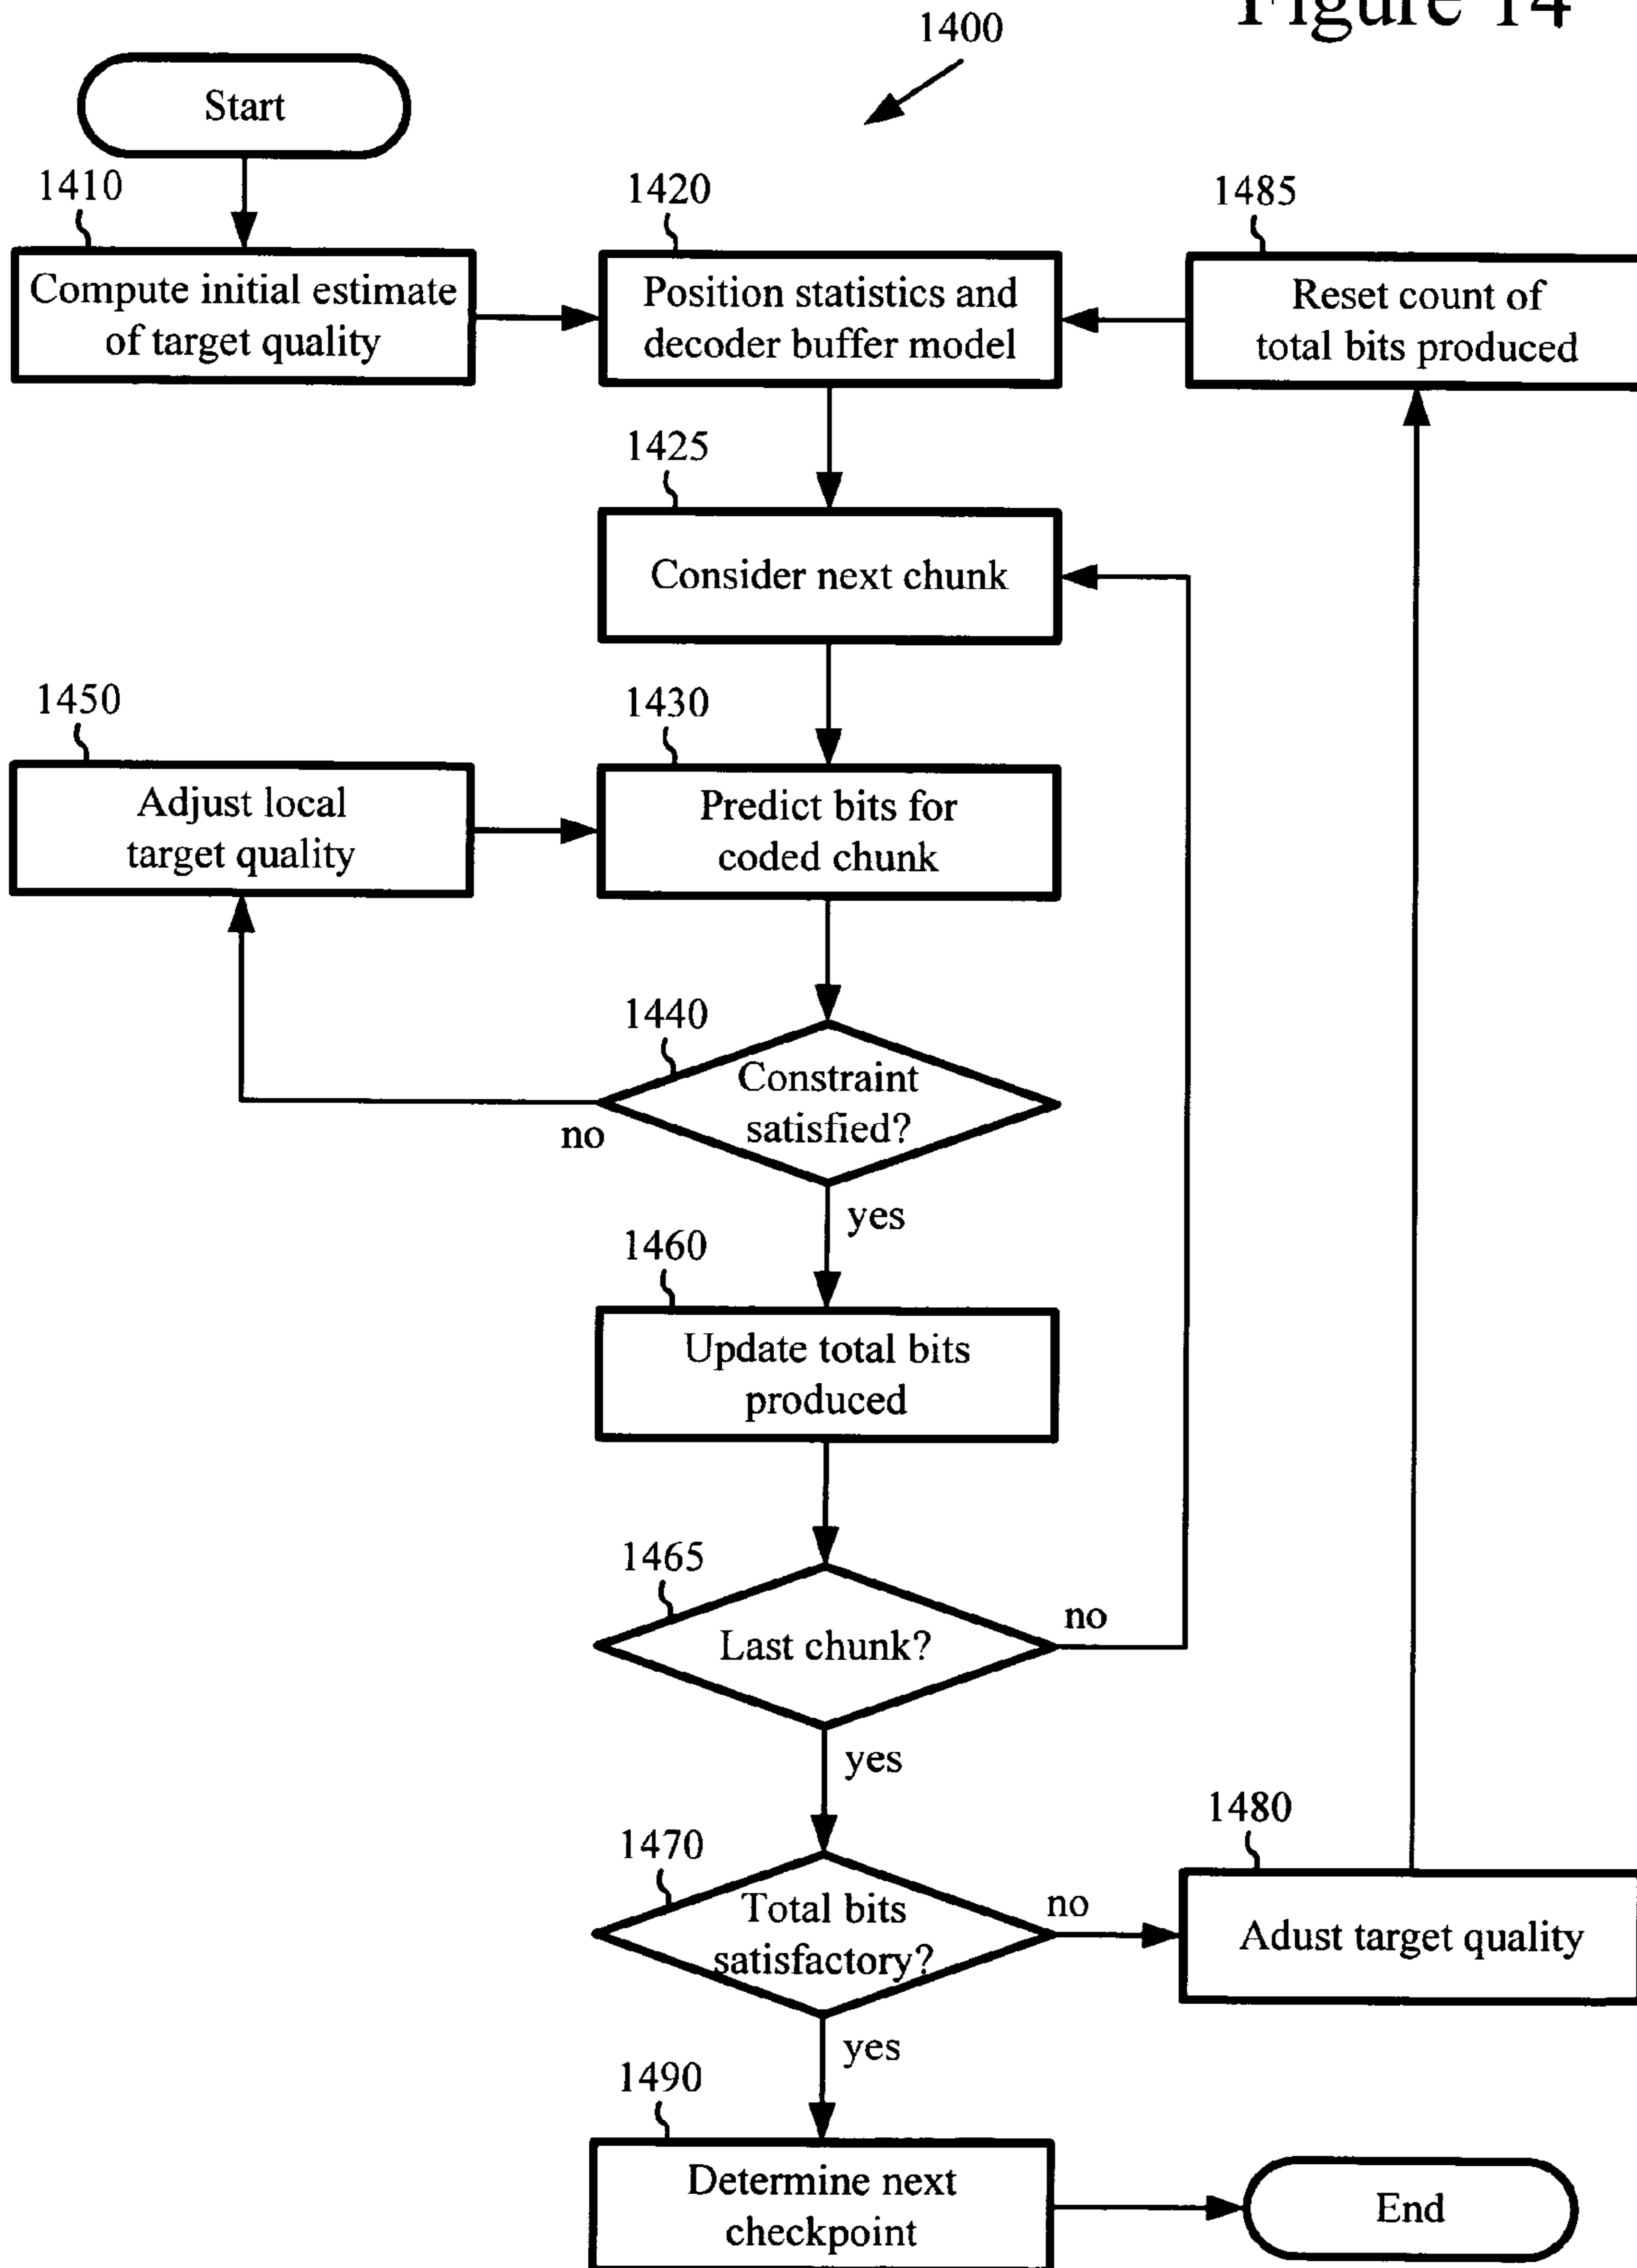 Figure 14
1400
Start
1410
1420
1485
Compute initial estimate
of target quality
Position statistics and
decoder buffer model
Reset count of
total bits produced
1425
Consider next chunk
1450
1430
Adjust local
target quality
Predict bits for
coded chunk
1440
Constraint
satisfied?
no
yes
1460
Update total bits
produced
1465
Last chunk?
no
yes
1470
1480
Total bits
satisfactory?
no
Adust target quality
yes
1490
Determine next
checkpoint
End